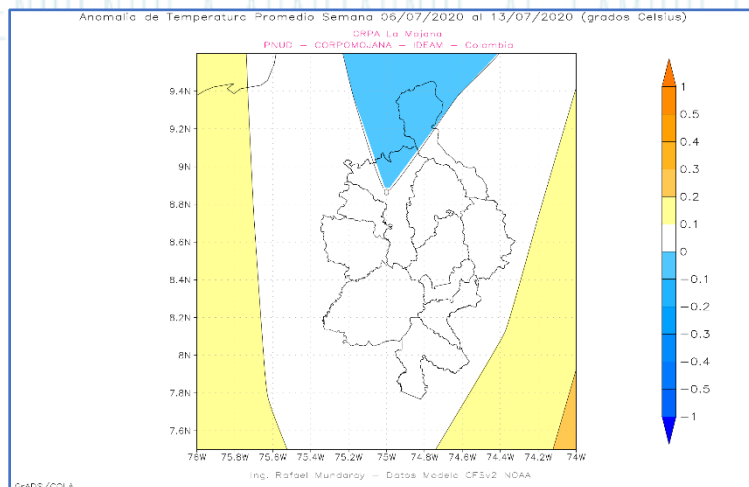 Anomalía de Temperatura Promedio Semana 06/07/2020 al 13/07/2020 (grados Celsius)
CRPA La Mojana
PNUD – CORPOMOJANA – IDEAM – Colombia
9.4N
9.2N
9N
8.8N
8.6N
8.4N
8.2N
8N
7.8N
7.6N
76W 75.8W 75.6W 75.4W 75.2W 75W 74.8W 74.6W 74.4W 74.2W 74W
1
0.5
0.4
0.3
0.2
0.1
0
−0.1
−0.2
−0.3
−0.4
−0.5
−1
Ing. Rafael Mundaray – Datos Modelo CFSv2 NOAA
GrADS/COLA